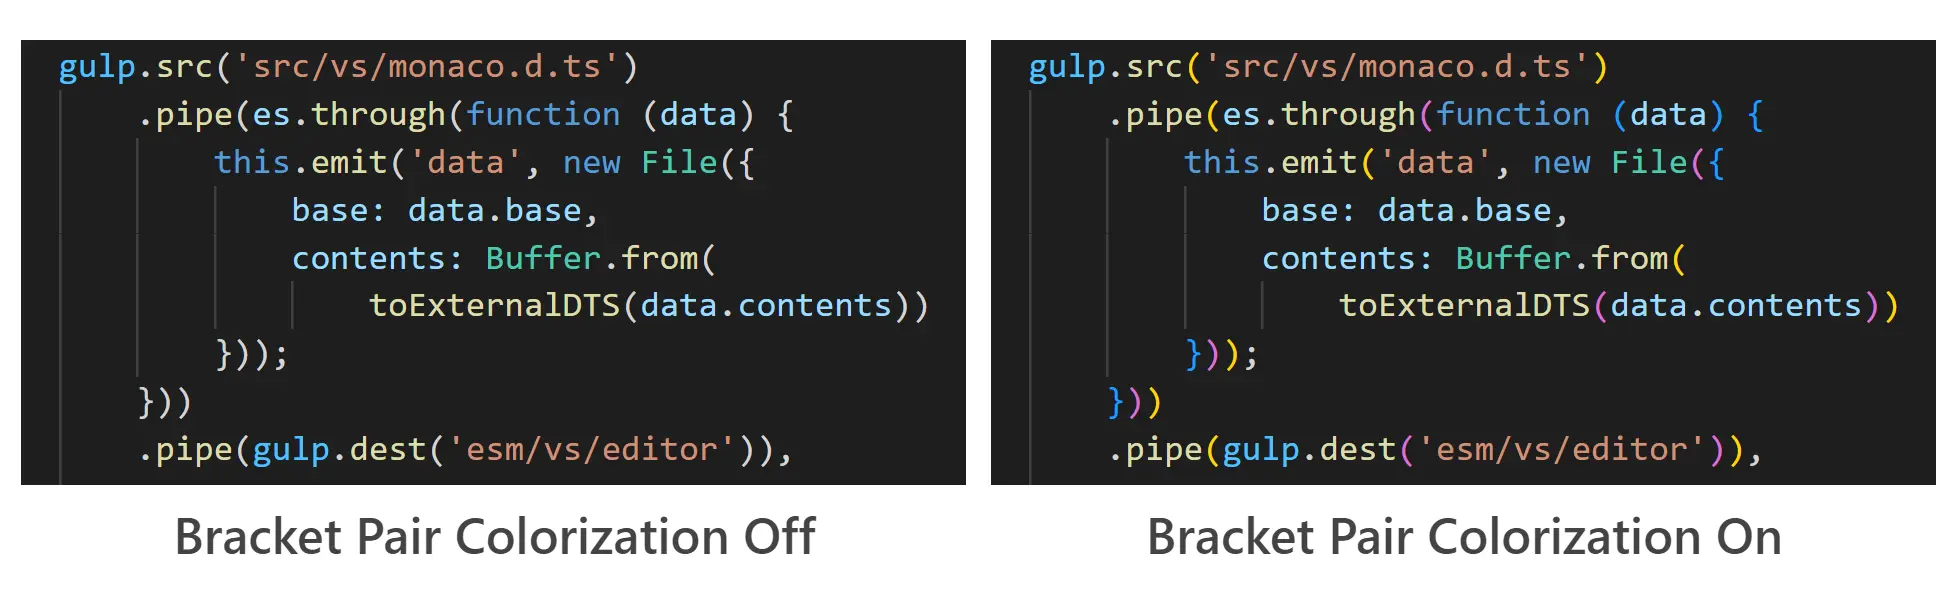 gulp.src('src/vs/monaco.d.ts')
    .pipe(es.through(function (data) {
        this.emit('data', new File({
            base: data.base,
            contents: Buffer.from(
                toExternalDTS(data.contents))
        }));
    }))
    .pipe(gulp.dest('esm/vs/editor')),
Bracket Pair Colorization Off
gulp.src('src/vs/monaco.d.ts')
    .pipe(es.through(function (data) {
        this.emit('data', new File({
            base: data.base,
            contents: Buffer.from(
                toExternalDTS(data.contents))
        }));
    }))
    .pipe(gulp.dest('esm/vs/editor')),
Bracket Pair Colorization On